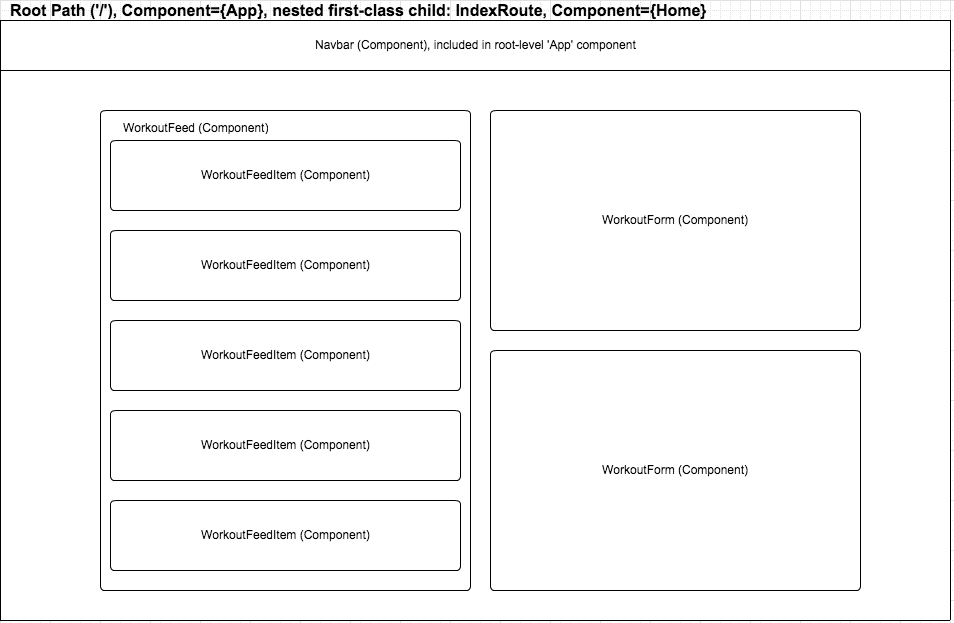 Root Path ('/'), Component={App}, nested first-class child: IndexRoute, Component={Home}
Navbar (Component), included in root-level 'App' component
WorkoutFeed (Component)
WorkoutFeedItem (Component)
WorkoutFeedItem (Component)
WorkoutFeedItem (Component)
WorkoutFeedItem (Component)
WorkoutFeedItem (Component)
WorkoutForm (Component)
WorkoutForm (Component)